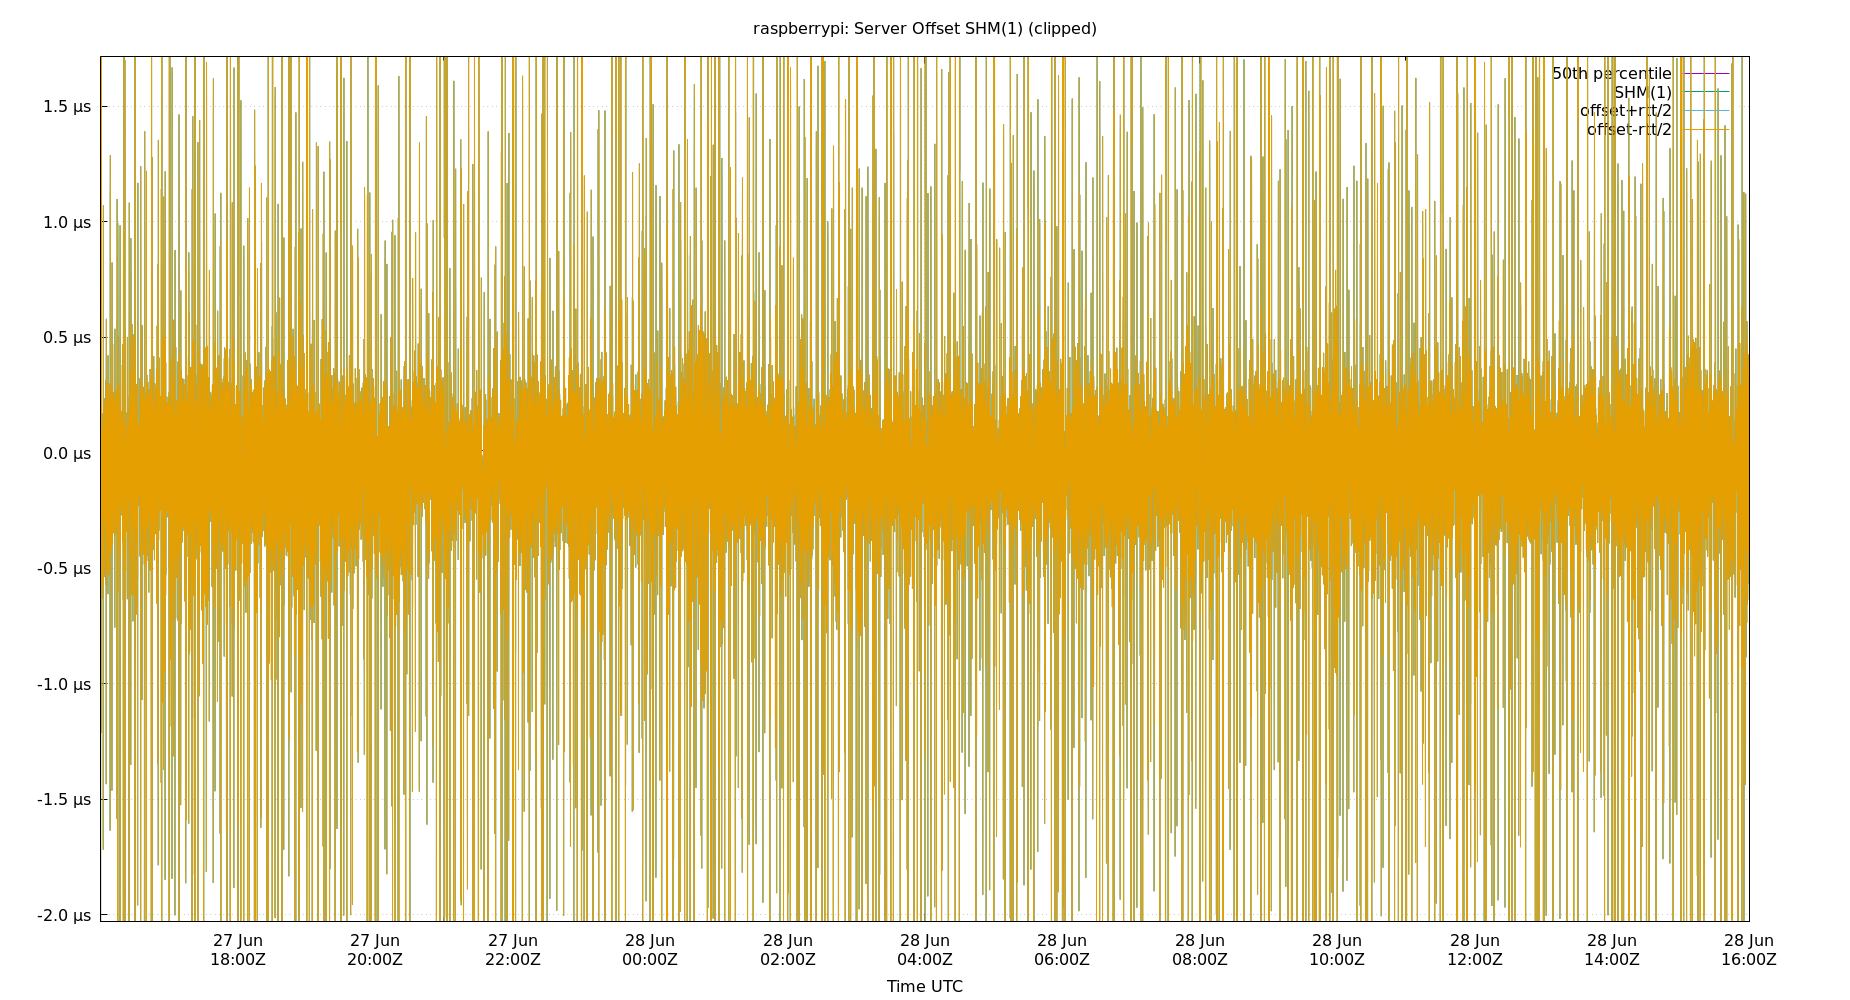 raspberrypi: Server Offset SHM(1) (clipped)
50th percentile
SHM(1)
offset+rtt/2
offset-rtt/2
1.5 µs
1.0 µs
0.5 µs
0.0 µs
-0.5 µs
-1.0 µs
-1.5 µs
-2.0 µs
27 Jun 27 Jun 27 Jun 28 Jun 28 Jun 28 Jun 28 Jun 28 Jun 28 Jun 28 Jun 28 Jun 28 Jun
18:00Z 20:00Z 22:00Z 00:00Z 02:00Z 04:00Z 06:00Z 08:00Z 10:00Z 12:00Z 14:00Z 16:00Z
Time UTC